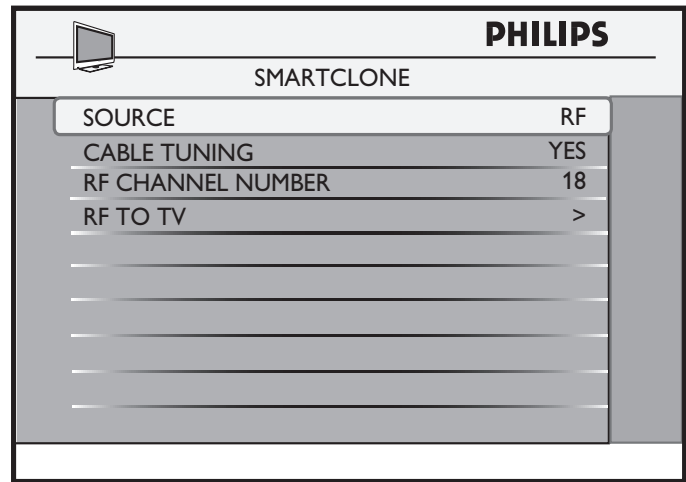 PHILIPS
SMARTCLONE
SOURCE RF
CABLE TUNING YES
RF CHANNEL NUMBER 18
RF TO TV >